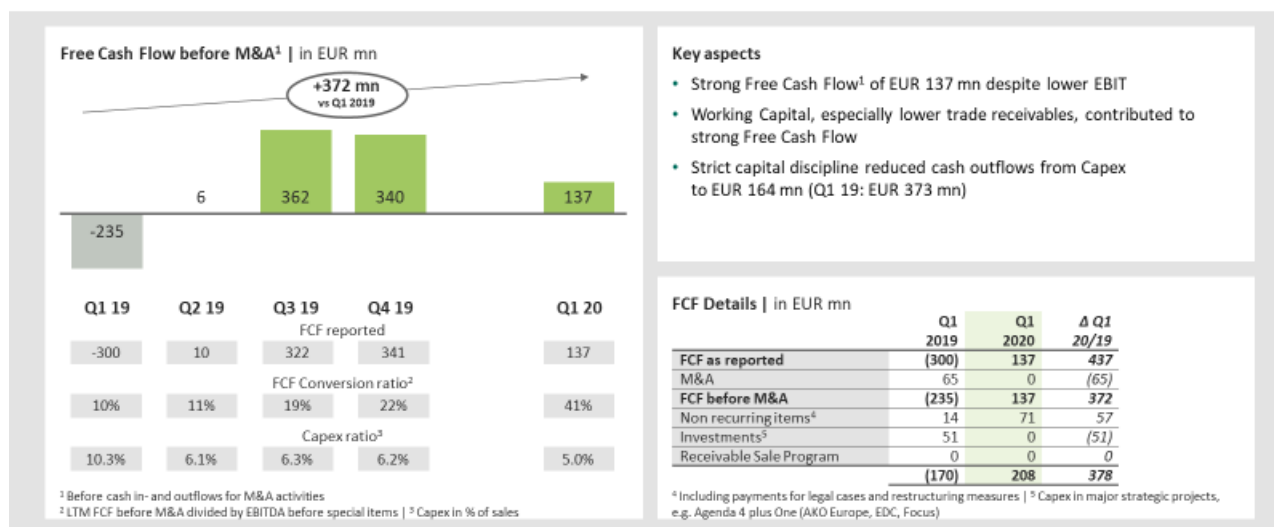 Free Cash Flow before M&A¹ | in EUR mn
+372 mn
vs Q1 2019
-235
6
362
340
137
Q1 19 Q2 19 Q3 19 Q4 19 Q1 20
FCF reported
-300 10 322 341 137
FCF Conversion ratio²
10% 11% 19% 22% 41%
Capex ratio³
10.3% 6.1% 6.3% 6.2% 5.0%
¹ Before cash in- and outflows for M&A activities
² LTM FCF before M&A divided by EBITDA before special items | ³ Capex in % of sales
Key aspects
• Strong Free Cash Flow¹ of EUR 137 mn despite lower EBIT
• Working Capital, especially lower trade receivables, contributed to
strong Free Cash Flow
• Strict capital discipline reduced cash outflows from Capex
to EUR 164 mn (Q1 19: EUR 373 mn)
FCF Details | in EUR mn
Q1 Q1 Δ Q1
2019 2020 20/19
FCF as reported (300) 137 437
M&A 65 0 (65)
FCF before M&A (235) 137 372
Non recurring items⁴ 14 71 57
Investments⁵ 51 0 (51)
Receivable Sale Program 0 0 0
(170) 208 378
⁴ Including payments for legal cases and restructuring measures | ⁵ Capex in major strategic projects,
e.g. Agenda 4 plus One (AKO Europe, EDC, Focus)